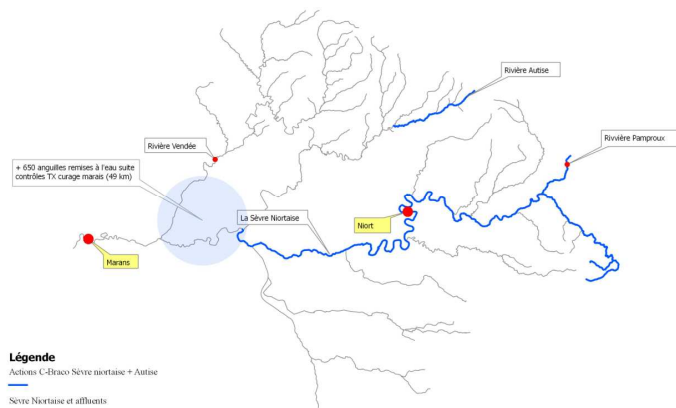 Rivière Autise
Rivvière Pamproux
Rivière Vendée
+ 650 anguilles remises à l'eau suite
contrôles TX curage marais (49 km)
La Sèvre Niortaise
Niort
Marans
Légende
Actions C-Braco Sèvre niortaise + Autise
Sèvre Niortaise et affluents